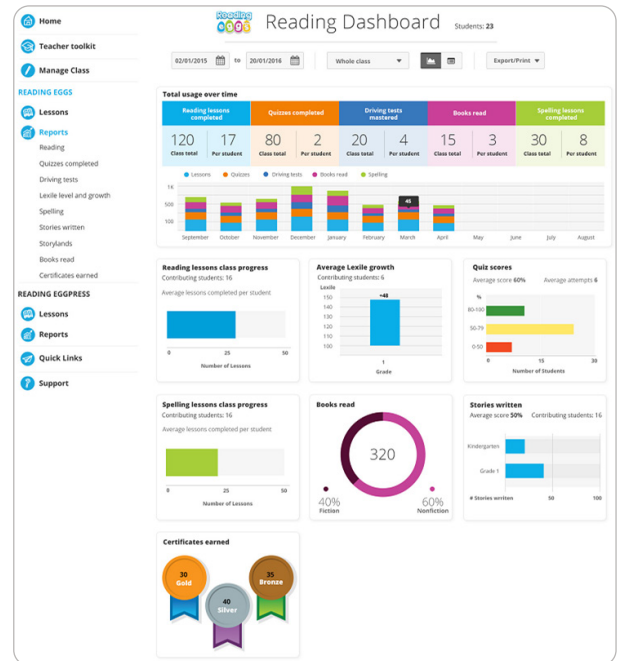 Home
Teacher toolkit
Manage Class
READING EGGS
Lessons
Reports
Reading
Quizzes completed
Driving tests
Lexile level and growth
Spelling
Stories written
Storylands
Books read
Certificates earned
READING EGGPRESS
Lessons
Reports
Quick Links
Support
Reading eggs Reading Dashboard Students: 23
02/01/2015 to 20/01/2016 Whole class Export/Print
Total usage over time
Reading lessons completed Quizzes completed Driving tests mastered Books read Spelling lessons completed
120 17 80 2 20 4 15 3 30 8
Class total Per student Class total Per student Class total Per student Class total Per student Class total Per student
Lessons Quizzes Driving tests Books read Spelling
1K
500
100
45
September October November December January February March April May June July August
Reading lessons class progress
Contributing students: 16
Average lessons completed per student
0 25 50
Number of Lessons
Average Lexile growth
Contributing students: 6
Lexile
150
140
130
120
110
100
+48
1
Grade
Quiz scores
Average score 60% Average attempts 6
%
80-100
50-79
0-50
0 15 30
Number of Students
Spelling lessons class progress
Contributing students: 16
Average lessons completed per student
0 25 50
Number of Lessons
Books read
320
40% 60%
Fiction Nonfiction
Stories written
Average score 50% Contributing students: 16
Kindergarten
Grade 1
# Stories written 50 100
Certificates earned
30
Gold
40
Silver
35
Bronze